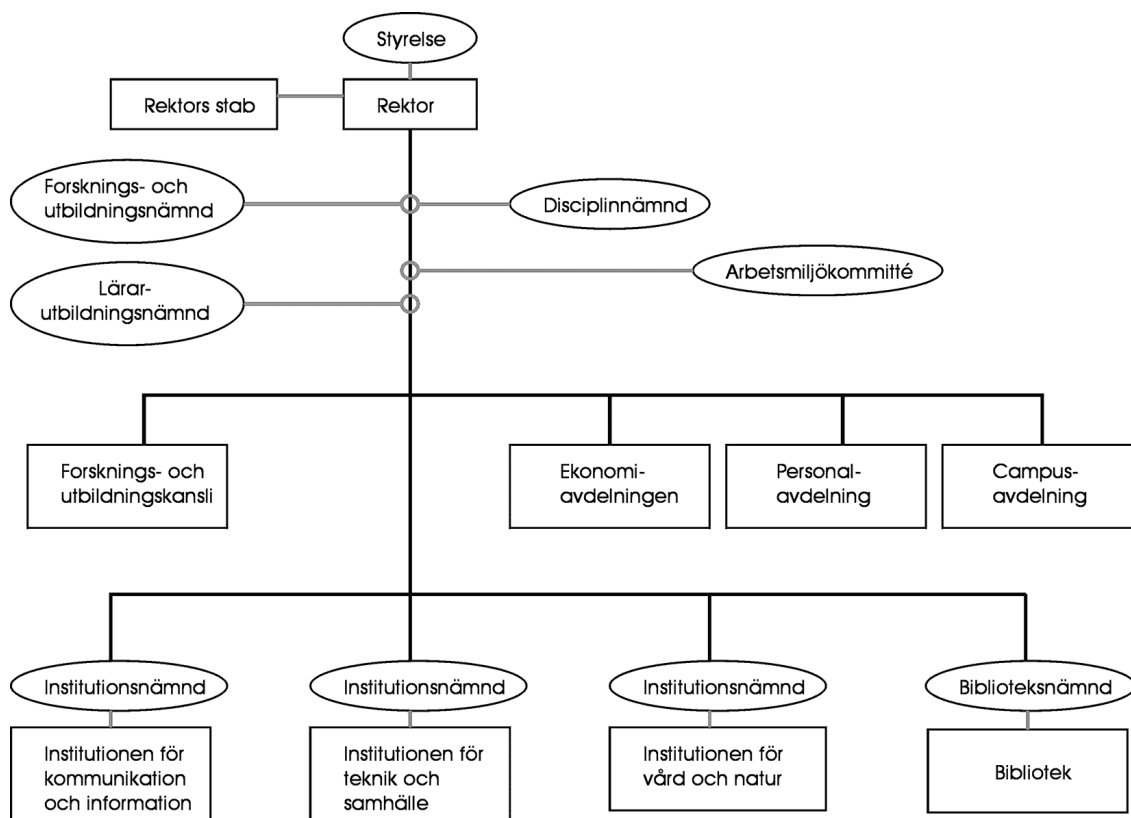 Styrelse
Rektors stab
Rektor
Forsknings- och
utbildningsnämnd
Disciplinnämnd
Arbetsmiljökommitté
Lärar-
utbildningsnämnd
Forsknings- och
utbildningskansli
Ekonomi-
avdelningen
Personal-
avdelning
Campus-
avdelning
Institutionsnämnd
Institutionsnämnd
Institutionsnämnd
Biblioteksnämnd
Institutionen för
kommunikation
och information
Institutionen för
teknik och
samhälle
Institutionen för
vård och natur
Bibliotek